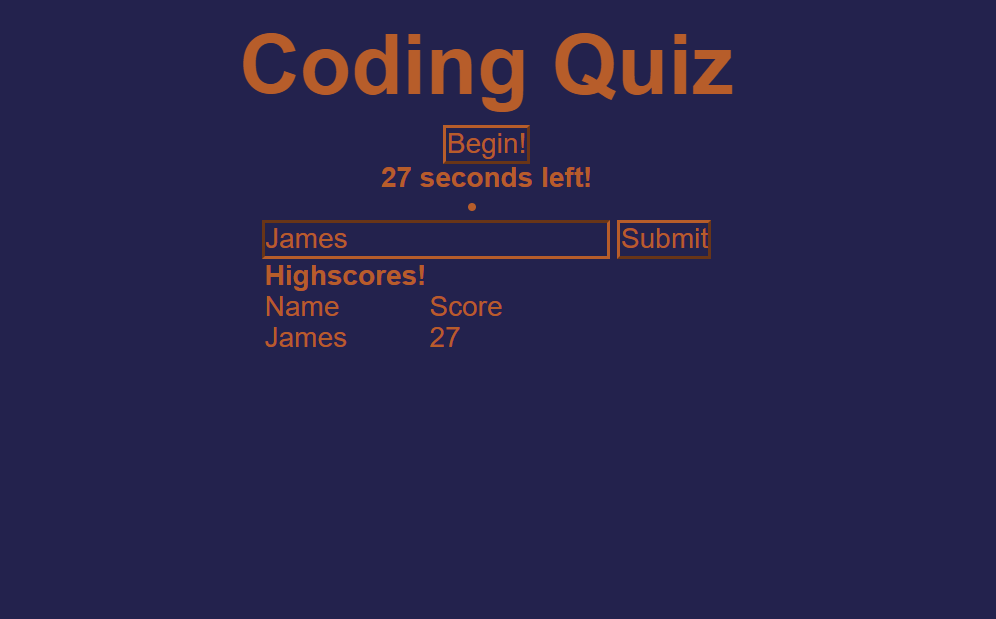 Coding Quiz
Begin!
27 seconds left!
James Submit
Highscores!
Name Score
James 27